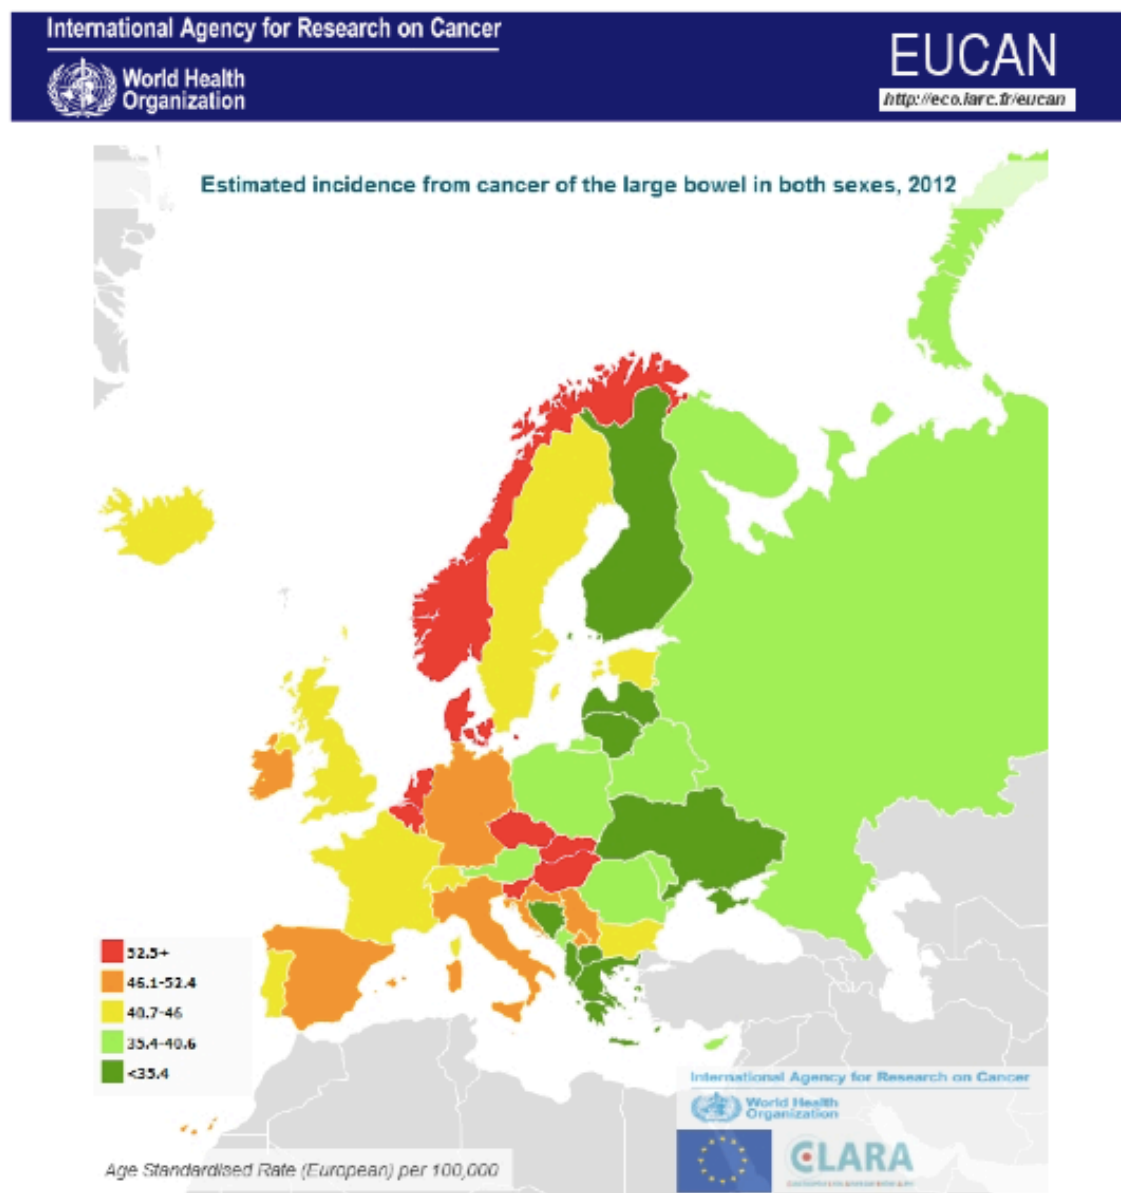 International Agency for Research on Cancer
World Health
Organization
EUCAN
http://eco.iarc.fr/eucan
Estimated incidence from cancer of the large bowel in both sexes, 2012
52.5+
46.1-52.4
40.7-46
35.4-40.6
<35.4
International Agency for Research on Cancer
World Health
Organization
CLARA
Age Standardised Rate (European) per 100,000